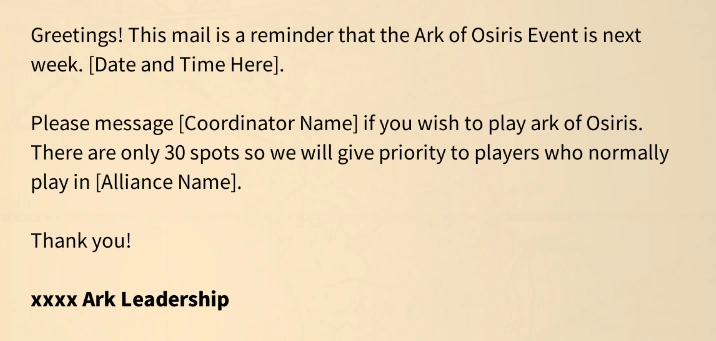 Greetings! This mail is a reminder that the Ark of Osiris Event is next
week. [Date and Time Here].
Please message [Coordinator Name] if you wish to play ark of Osiris.
There are only 30 spots so we will give priority to players who normally
play in [Alliance Name].
Thank you!
xxxx Ark Leadership